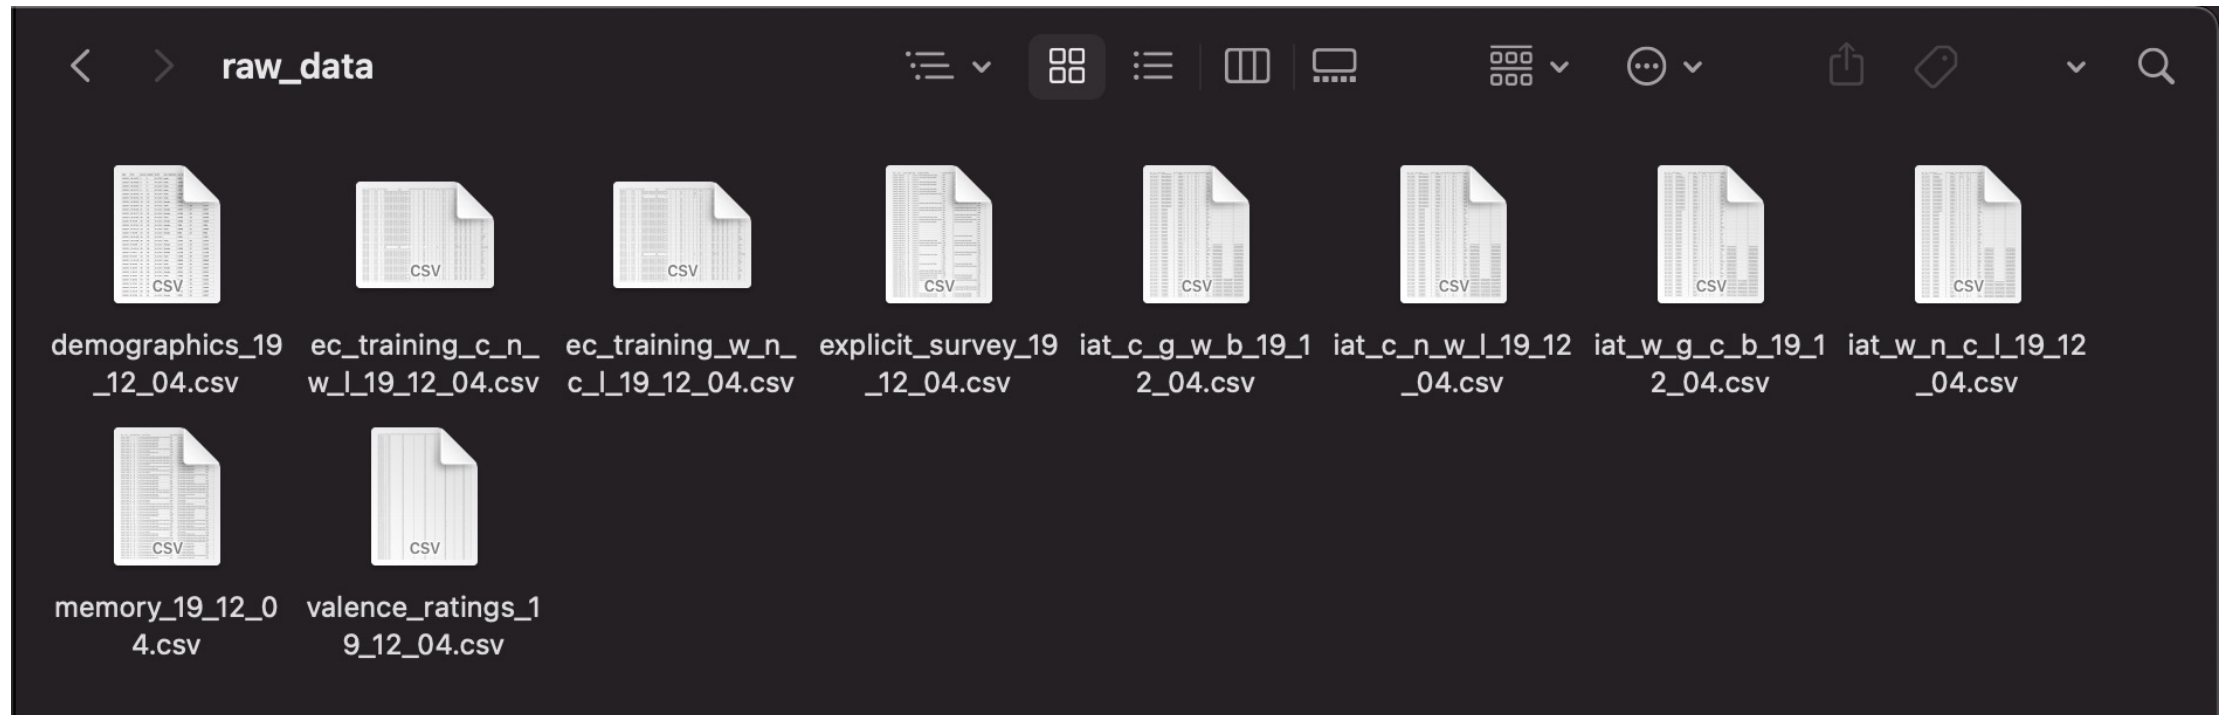 raw_data
CSV
CSV
CSV
CSV
CSV
CSV
CSV
CSV
demographics_19
_12_04.csv
ec_training_c_n_
w_l_19_12_04.csv
ec_training_w_n_
c_l_19_12_04.csv
explicit_survey_19
_12_04.csv
iat_c_g_w_b_19_1
2_04.csv
iat_c_n_w_l_19_12
_04.csv
iat_w_g_c_b_19_1
2_04.csv
iat_w_n_c_l_19_12
_04.csv
CSV
CSV
memory_19_12_0
4.csv
valence_ratings_1
9_12_04.csv